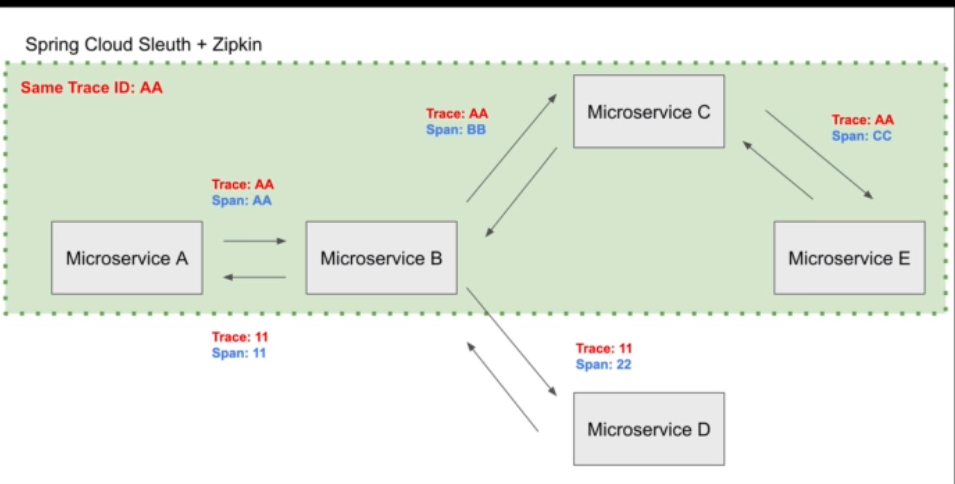 Spring Cloud Sleuth + Zipkin
Same Trace ID: AA
Microservice C
Trace: AA
Span: BB
Trace: AA
Span: CC
Trace: AA
Span: AA
Microservice A
Microservice B
Microservice E
Trace: 11
Span: 11
Trace: 11
Span: 22
Microservice D